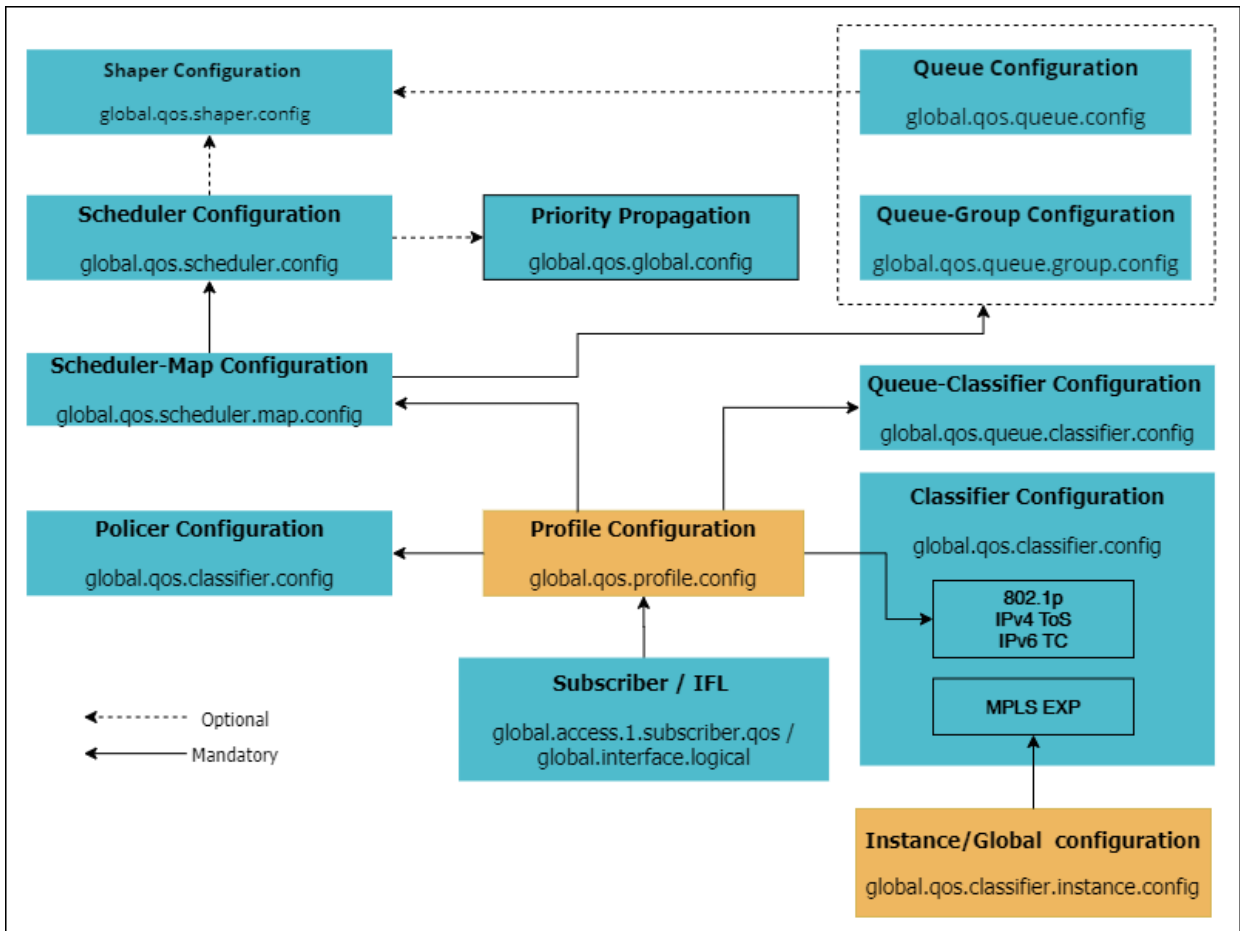 Shaper Configuration
global.qos.shaper.config
Queue Configuration
global.qos.queue.config
Scheduler Configuration
global.qos.scheduler.config
Priority Propagation
global.qos.global.config
Queue-Group Configuration
global.qos.queue.group.config
Scheduler-Map Configuration
global.qos.scheduler.map.config
Queue-Classifier Configuration
global.qos.queue.classifier.config
Policer Configuration
global.qos.classifier.config
Profile Configuration
global.qos.profile.config
Classifier Configuration
global.qos.classifier.config
802.1p
IPv4 ToS
IPv6 TC
MPLS EXP
Subscriber / IFL
global.access.1.subscriber.qos /
global.interface.logical
Optional
Mandatory
Instance/Global configuration
global.qos.classifier.instance.config